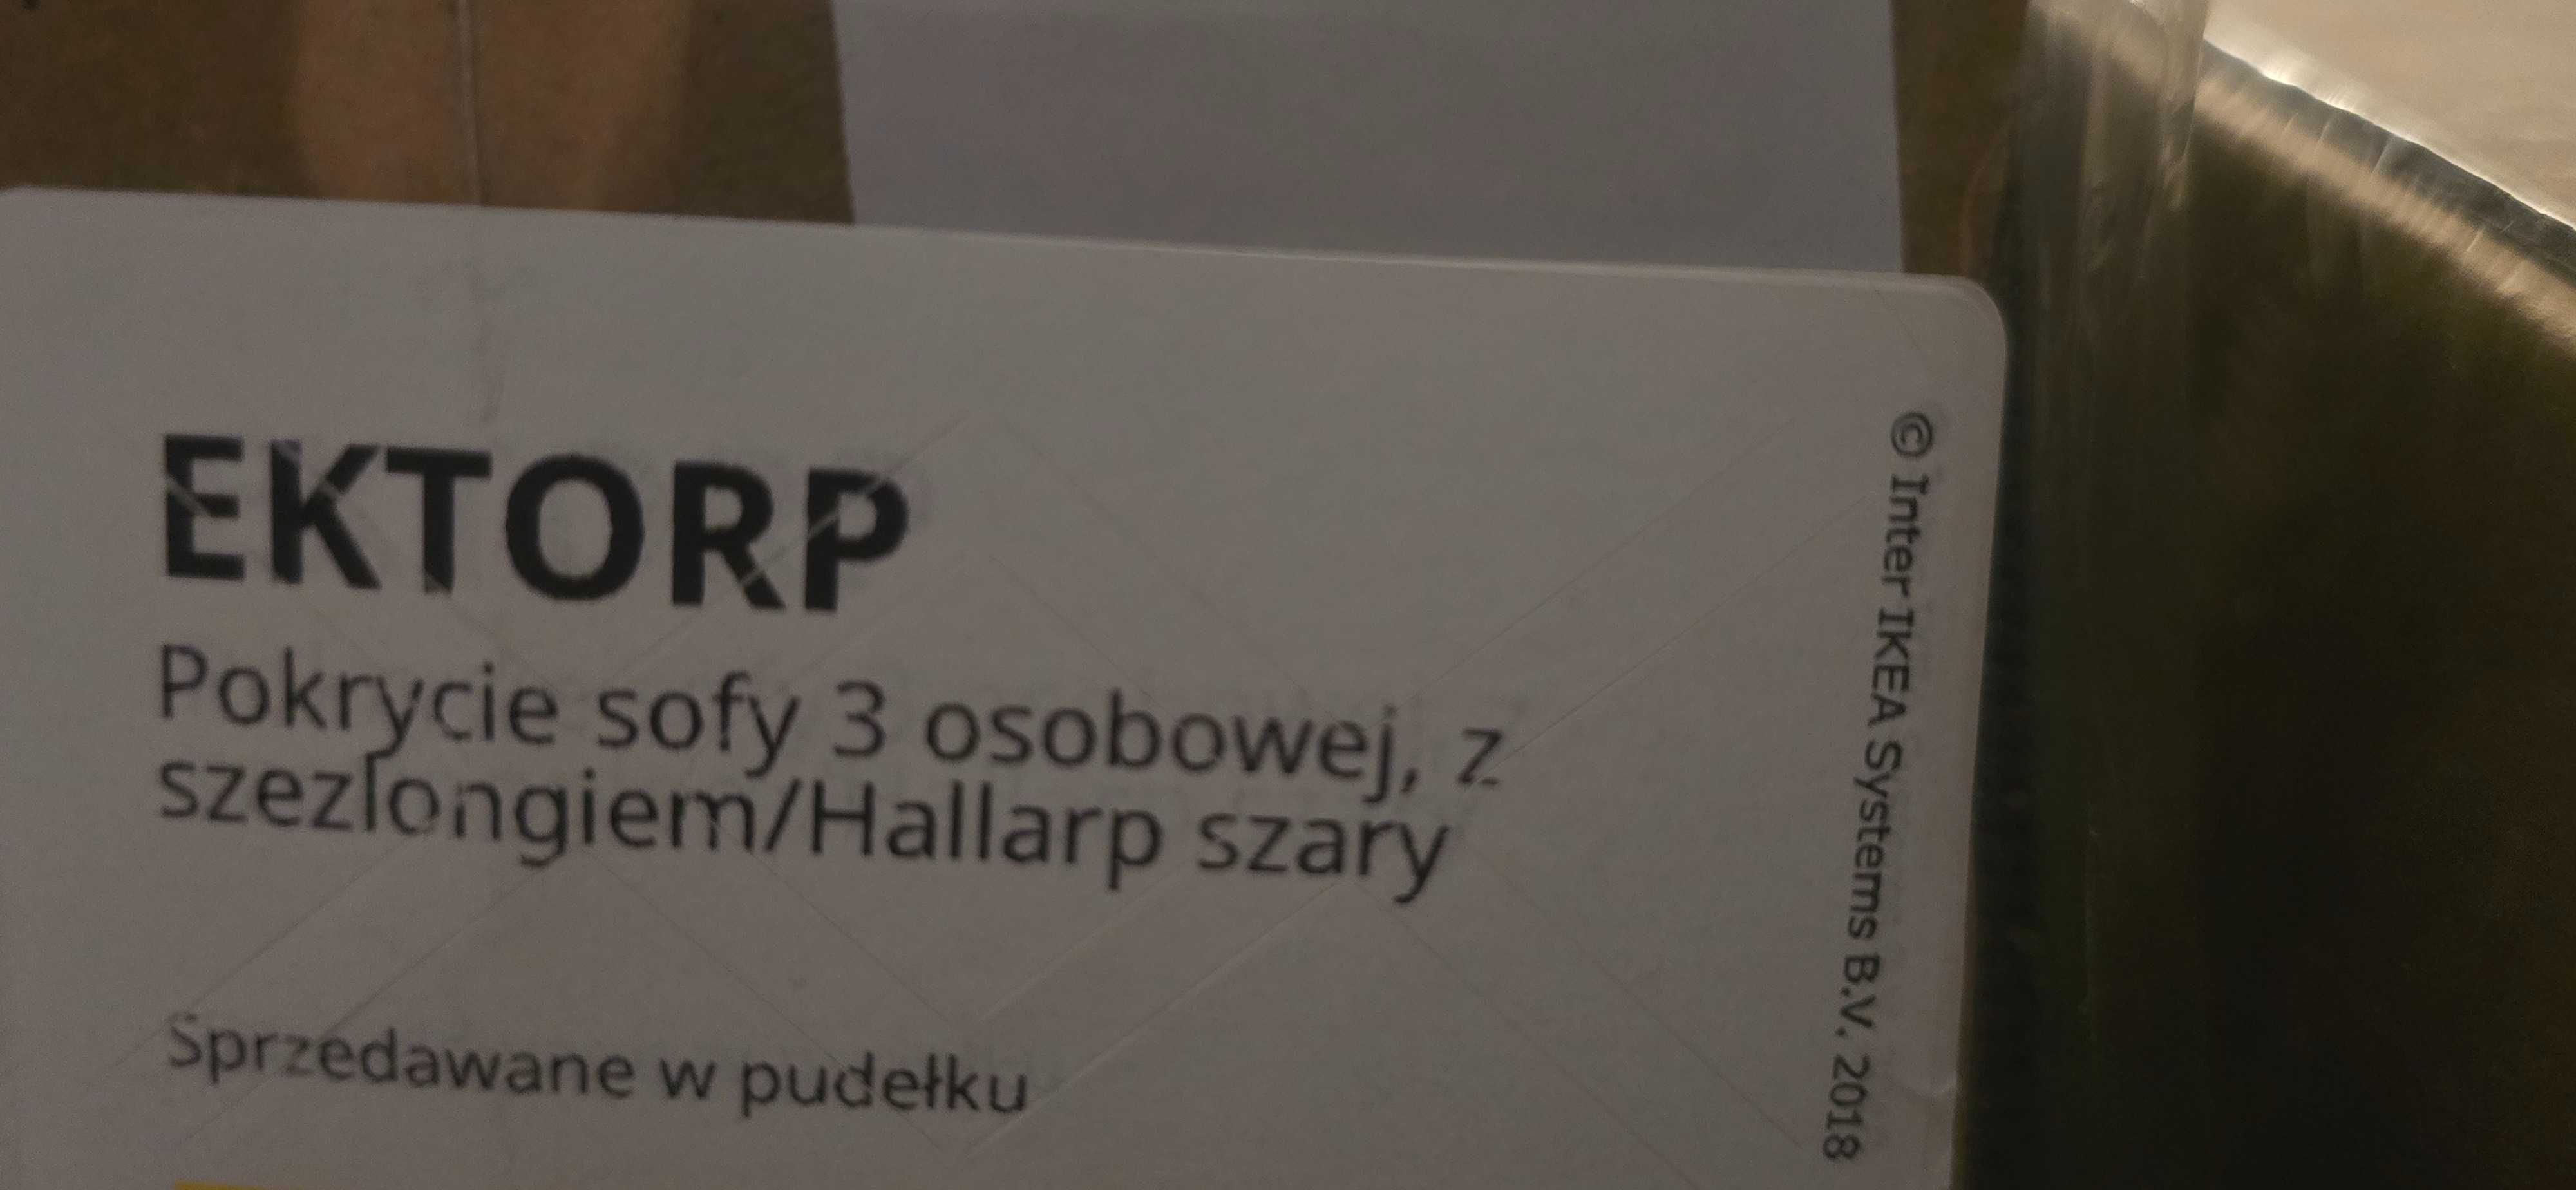 EKTORP
Pokrycie sofy 3 osobowej, z
szezlongiem/Hallarp szary
Sprzedawane w pudełku
© Inter IKEA Systems B.V. 2018